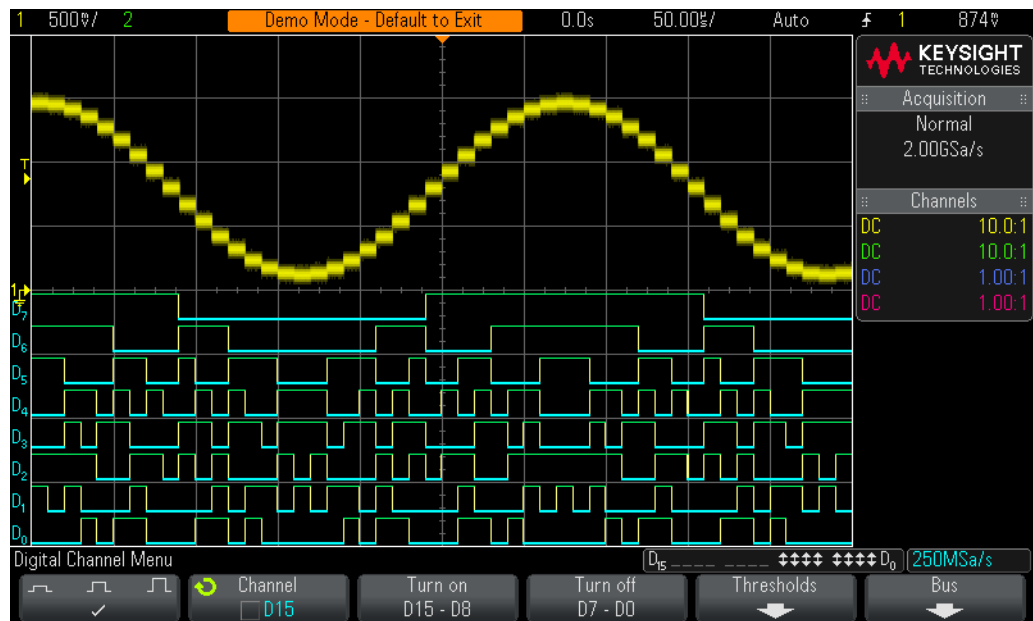 1 500㎷/ 2 Demo Mode - Default to Exit 0.0s 50.00㎲/ Auto 1 874㎷
KEYSIGHT
TECHNOLOGIES
Acquisition
Normal
2.00GSa/s
Channels
DC 10.0:1
DC 10.0:1
DC 1.00:1
DC 1.00:1
T
1
D7
D6
D5
D4
D3
D2
D1
D0
Digital Channel Menu D15 ____ ____ ↕↕↕↕ ↕↕↕↕ D0 250MSa/s
✓
Channel
D15
Turn on
D15 - D8
Turn off
D7 - D0
Thresholds
Bus